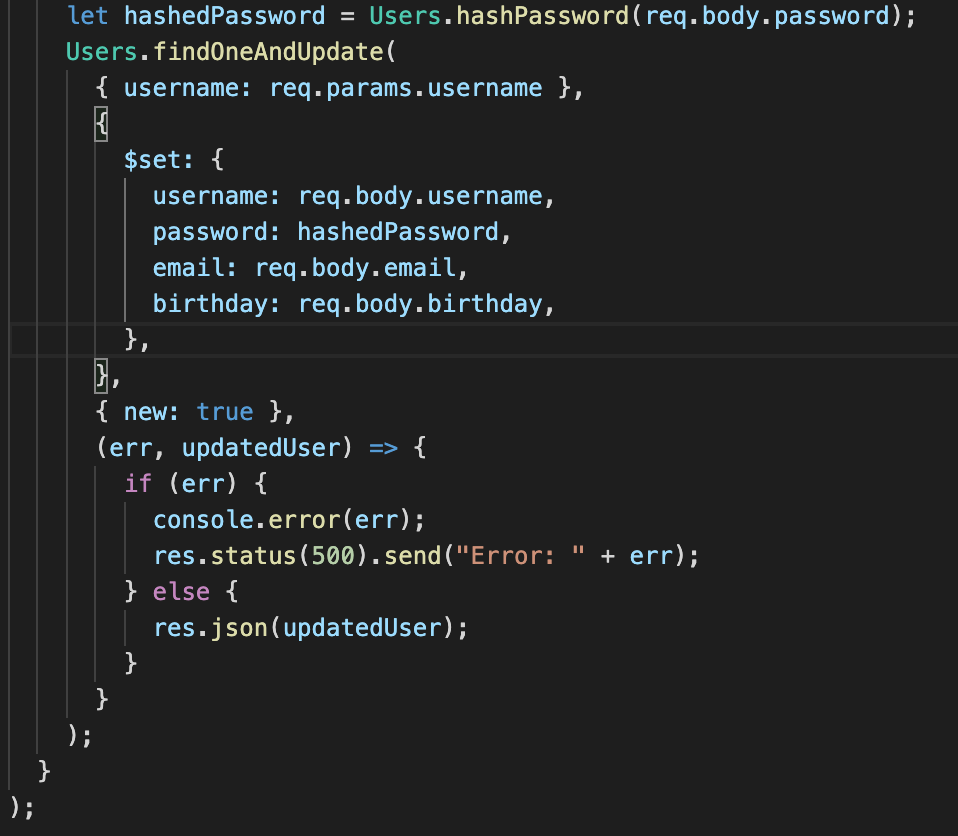 let hashedPassword = Users.hashPassword(req.body.password);
Users.findOneAndUpdate(
{ username: req.params.username },
{
$set: {
username: req.body.username,
password: hashedPassword,
email: req.body.email,
birthday: req.body.birthday,
},
},
{ new: true },
(err, updatedUser) => {
if (err) {
console.error(err);
res.status(500).send("Error: " + err);
} else {
res.json(updatedUser);
}
}
);
}
);